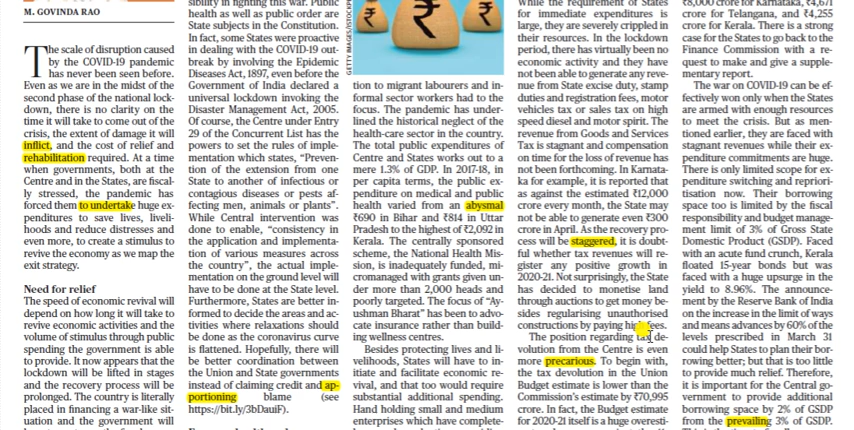 M. GOVINDA RAO
The scale of disruption caused
by the COVID-19 pandemic
has never been seen before.
Even as we are in the midst of the
second phase of the national lock-
down, there is no clarity on the
time it will take to come out of the
crisis, the extent of damage it will
inflict, and the cost of relief and
rehabilitation required. At a time
when governments, both at the
Centre and in the States, are fiscal-
ly stressed, the pandemic has
forced them to undertake huge ex-
penditures to save lives, liveli-
hoods and reduce distresses and
even more, to create a stimulus to
revive the economy as we map the
exit strategy.
Need for relief
The speed of economic revival will
depend on how long it will take to
revive economic activities and the
volume of stimulus through public
spending the government is able
to provide. It now appears that the
lockdown will be lifted in stages
and the recovery process will be
prolonged. The country is literally
placed in financing a war-like sit-
uation and the government will
sibility in fighting this war. Public
health as well as public order are
State subjects in the Constitution.
In fact, some States were proactive
in dealing with the COVID-19 out-
break by involving the Epidemic
Diseases Act, 1897, even before the
Government of India declared a
universal lockdown invoking the
Disaster Management Act, 2005.
Of course, the Centre under Entry
29 of the Concurrent List has the
powers to set the rules of imple-
mentation which states, "Preven-
tion of the extension from one
State to another of infectious or
contagious diseases or pests af-
fecting men, animals or plants".
While Central intervention was
done to enable, "consistency in
the application and implementa-
tion of various measures across
the country", the actual imple-
mentation on the ground level will
have to be done at the State level.
Furthermore, States are better in-
formed to decide the areas and ac-
tivities where relaxations should
be done as the coronavirus curve
is flattened. Hopefully, there will
be better coordination between
the Union and State governments
instead of claiming credit and ap-
portioning blame (see
https://bit.ly/3bDauiF).
tion to migrant labourers and in-
formal sector workers had to the
focus. The pandemic has under-
lined the historical neglect of the
health-care sector in the country.
The total public expenditures of
Centre and States works out to a
mere 1.3% of GDP. In 2017-18, in
per capita terms, the public ex-
penditure on medical and public
health varied from an abysmal
₹690 in Bihar and ₹814 in Uttar
Pradesh to the highest of ₹2,092 in
Kerala. The centrally sponsored
scheme, the National Health Mis-
sion, is inadequately funded, mi-
cromanaged with grants given un-
der more than 2,000 heads and
poorly targeted. The focus of "Ay-
ushman Bharat" has been to advo-
cate insurance rather than build-
ing wellness centres.
Besides protecting lives and li-
velihoods, States will have to in-
itiate and facilitate economic re-
vival, and that too would require
substantial additional spending.
Hand holding small and medium
enterprises which have complete-
While the requirement of States
for immediate expenditures is
large, they are severely crippled in
their resources. In the lockdown
period, there has virtually been no
economic activity and they have
not been able to generate any reve-
nue from State excise duty, stamp
duties and registration fees, motor
vehicles tax or sales tax on high
speed diesel and motor spirit. The
revenue from Goods and Services
Tax is stagnant and compensation
on time for the loss of revenue has
not been forthcoming. In Karnata-
ka for example, it is reported that
as against the estimated ₹12,000
crore every month, the State may
not be able to generate even ₹300
crore in April. As the recovery pro-
cess will be staggered, it is doubt-
ful whether tax revenues will re-
gister any positive growth in
2020-21. Not surprisingly, the State
has decided to monetise land
through auctions to get money be-
sides regularising unauthorised
constructions by paying high fees.
The position regarding tax de-
volution from the Centre is even
more precarious. To begin with,
the tax devolution in the Union
Budget estimate is lower than the
Commission's estimate by ₹70,995
crore. In fact, the Budget estimate
for 2020-21 itself is a huge overesti-
₹8,000 crore for Karnataka, ₹4,671
crore for Telangana, and ₹4,255
crore for Kerala. There is a strong
case for the States to go back to the
Finance Commission with a re-
quest to make and give a supple-
mentary report.
The war on COVID-19 can be ef-
fectively won only when the States
are armed with enough resources
to meet the crisis. But as men-
tioned earlier, they are faced with
stagnant revenues while their ex-
penditure commitments are huge.
There is only limited scope for ex-
penditure switching and repriori-
tisation now. Their borrowing
space too is limited by the fiscal
responsibility and budget manage-
ment limit of 3% of Gross State
Domestic Product (GSDP). Faced
with an acute fund crunch, Kerala
floated 15-year bonds but was
faced with a huge upsurge in the
yield to 8.96%. The announce-
ment by the Reserve Bank of India
on the increase in the limit of ways
and means advances by 60% of the
levels prescribed in March 31
could help States to plan their bor-
rowing better; but that is too little
to provide much relief. Therefore,
it is important for the Central go-
vernment to provide additional
borrowing space by 2% of GSDP
from the prevailing 3% of GSDP.